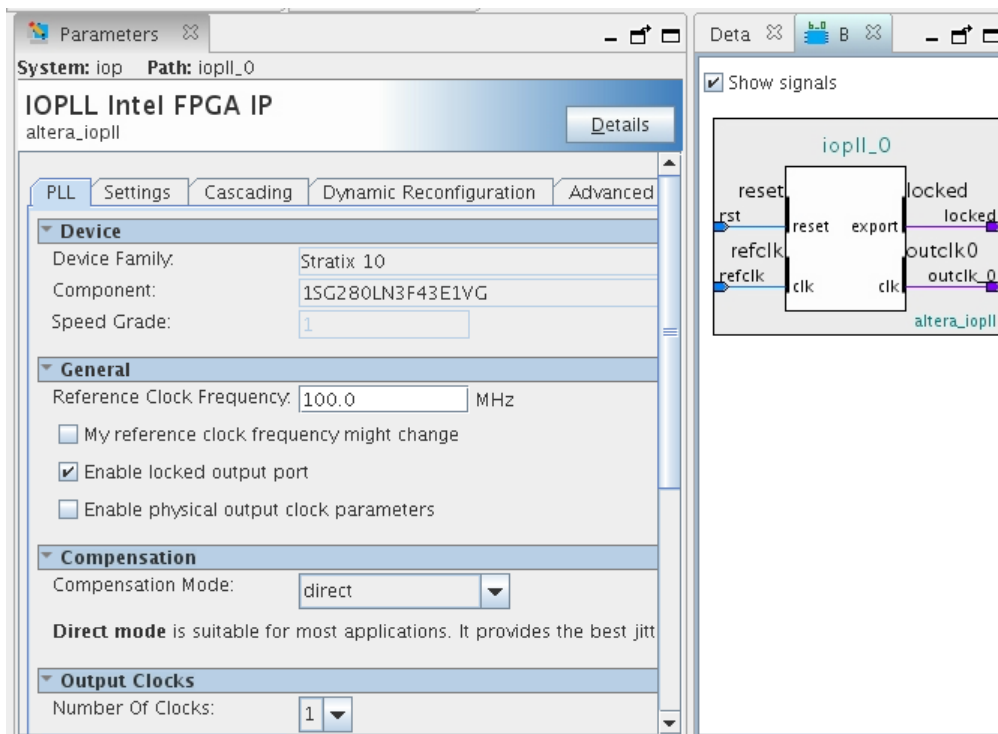 Parameters
System: iop Path: iopll_0
IOPLL Intel FPGA IP
altera_iopll
Details
PLL Settings Cascading Dynamic Reconfiguration Advanced
Device
Device Family: Stratix 10
Component: 1SG280LN3F43E1VG
Speed Grade: 1
General
Reference Clock Frequency: 100.0 MHz
My reference clock frequency might change
Enable locked output port
Enable physical output clock parameters
Compensation
Compensation Mode: direct
Direct mode is suitable for most applications. It provides the best jitt
Output Clocks
Number Of Clocks: 1
Deta B
Show signals
iopll_0
reset locked
rst locked
reset export
refclk outclk0
refclk outclk_0
clk clk
altera_iopll